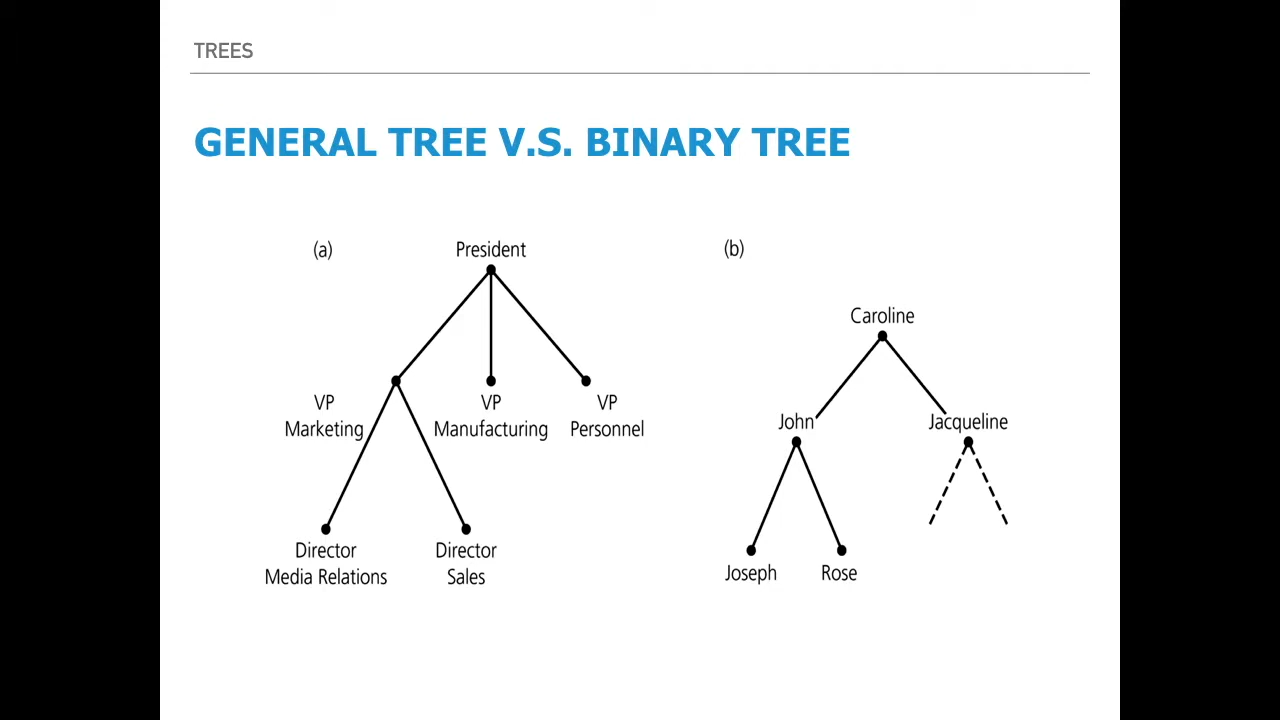 TREES
GENERAL TREE V.S. BINARY TREE
(a)
President
VP
Marketing
VP
Manufacturing
VP
Personnel
Director
Media Relations
Director
Sales
(b)
Caroline
John
Jacqueline
Joseph
Rose